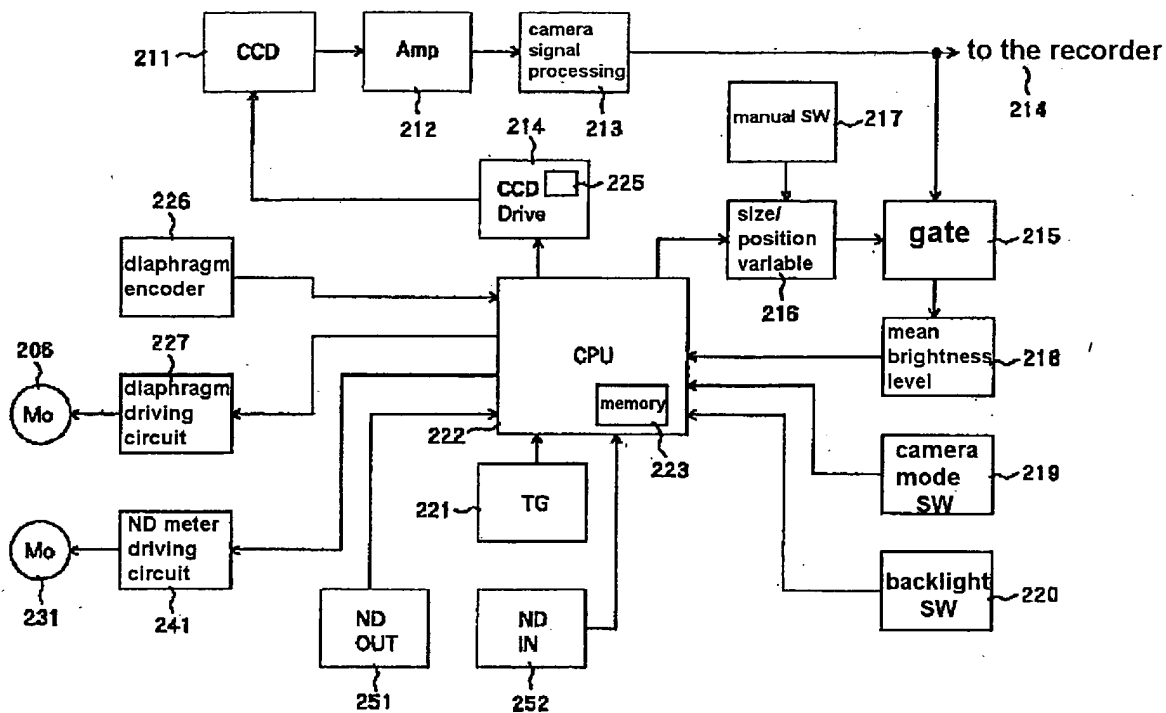 211
CCD
Amp
212
camera
signal
processing
213
to the recorder
214
manual SW
217
214
CCD
Drive
225
226
diaphragm
encoder
size/
position
variable
216
gate
215
206
Mo
227
diaphragm
driving
circuit
CPU
222
memory
223
mean
brightness
level
218
camera
mode
SW
219
221
TG
Mo
231
ND meter
driving
circuit
241
ND
OUT
251
ND
IN
252
backlight
SW
220